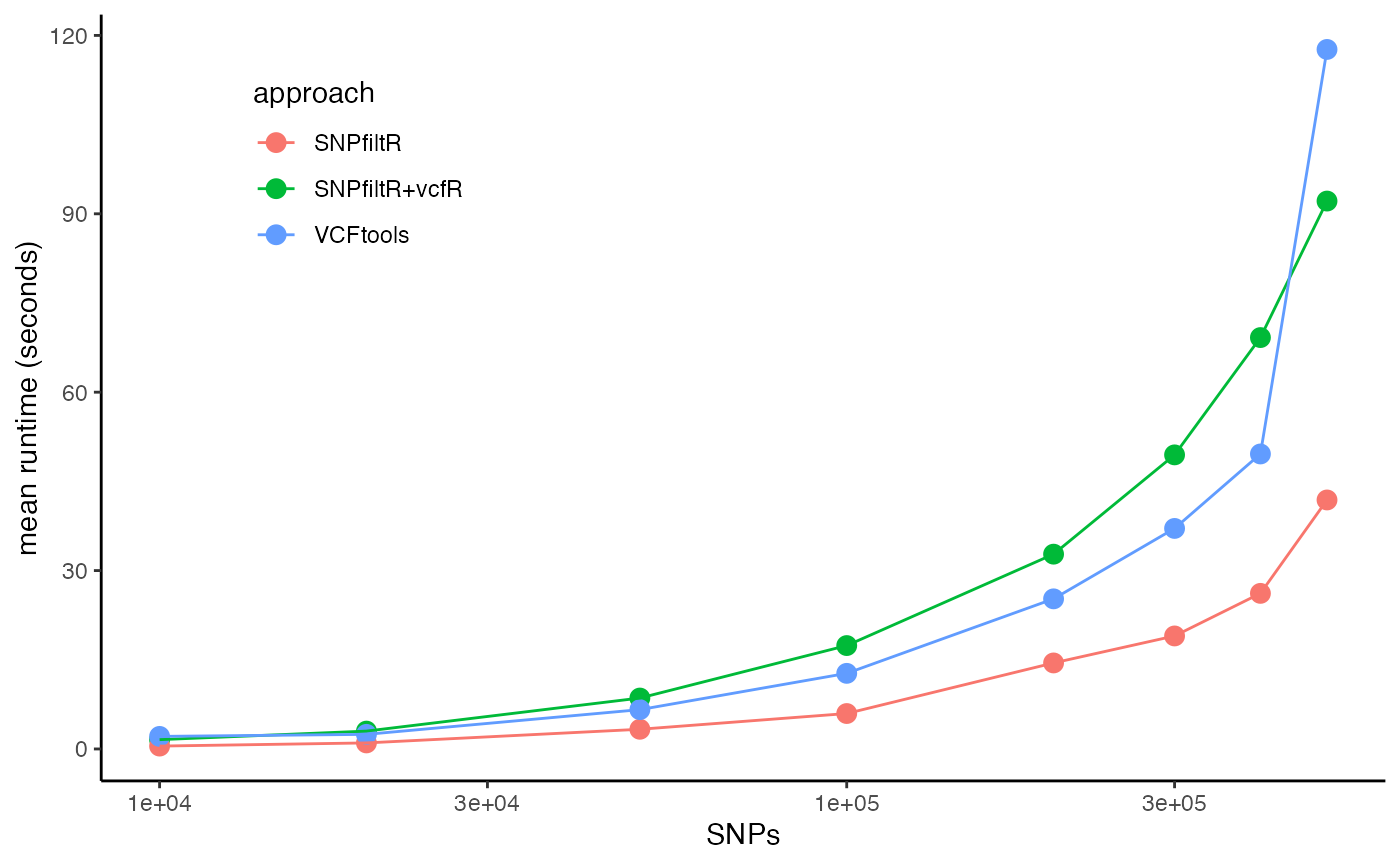 120
90
60
30
0
mean runtime (seconds)
approach
SNPfiltR
SNPfiltR+vcfR
VCFtools
1e+04 3e+04 1e+05 3e+05
SNPs